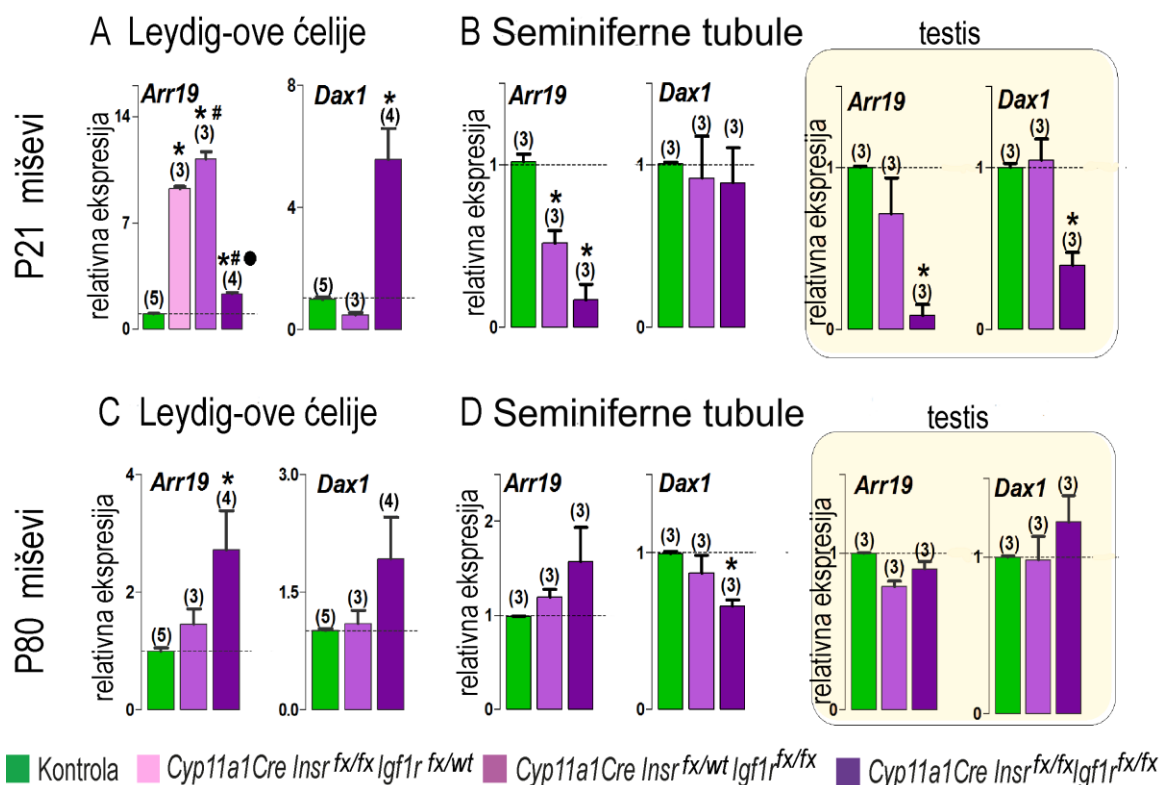 A Leydig-ove ćelije
B Seminiferne tubule
testis
P21 miševi
relativna ekspresija
Arr19
14
7
0
(5)
*
(3)
* #
(3)
*#●
(4)
Dax1
8
4
0
(5)
(3)
*
(4)
relativna ekspresija
Arr19
1
0
(3)
*
(3)
*
(3)
Dax1
1
0
(3)
(3)
(3)
relativna ekspresija
Arr19
1
0
(3)
(3)
*
(3)
Dax1
1
0
(3)
(3)
*
(3)
C Leydig-ove ćelije
D Seminiferne tubule
testis
P80 miševi
relativna ekspresija
Arr19
4
2
0
(5)
(3)
*
(4)
Dax1
3.0
1.5
0.0
(5)
(3)
(4)
relativna ekspresija
Arr19
2
1
0
(3)
(3)
(3)
Dax1
1
0
(3)
(3)
*
(3)
relativna ekspresija
Arr19
1
0
(3)
(3)
(3)
Dax1
1
0
(3)
(3)
(3)
Kontrola
Cyp11a1Cre Insr fx/fx Igf1r fx/wt
Cyp11a1Cre Insr fx/wt Igf1r fx/fx
Cyp11a1Cre Insr fx/fx Igf1r fx/fx